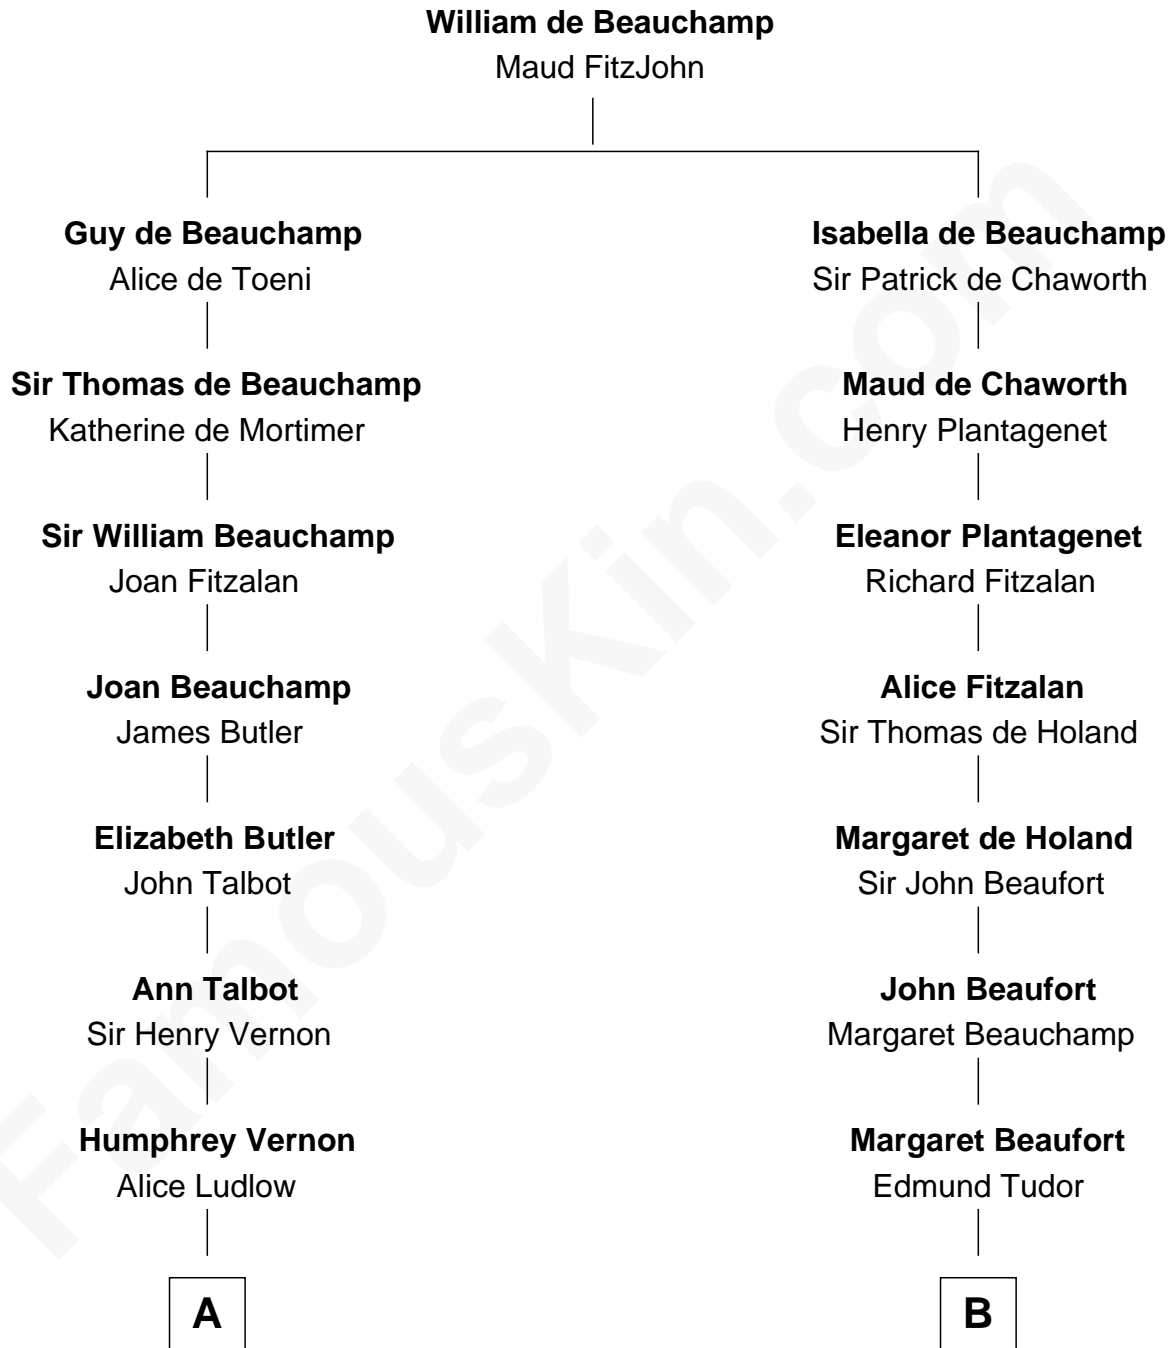 William de Beauchamp
Maud FitzJohn
Guy de Beauchamp
Alice de Toeni
Isabella de Beauchamp
Sir Patrick de Chaworth
Sir Thomas de Beauchamp
Katherine de Mortimer
Maud de Chaworth
Henry Plantagenet
Sir William Beauchamp
Joan Fitzalan
Eleanor Plantagenet
Richard Fitzalan
Joan Beauchamp
James Butler
Alice Fitzalan
Sir Thomas de Holand
Elizabeth Butler
John Talbot
Margaret de Holand
Sir John Beaufort
Ann Talbot
Sir Henry Vernon
John Beaufort
Margaret Beauchamp
Humphrey Vernon
Alice Ludlow
Margaret Beaufort
Edmund Tudor
A
B
FamousKin.com